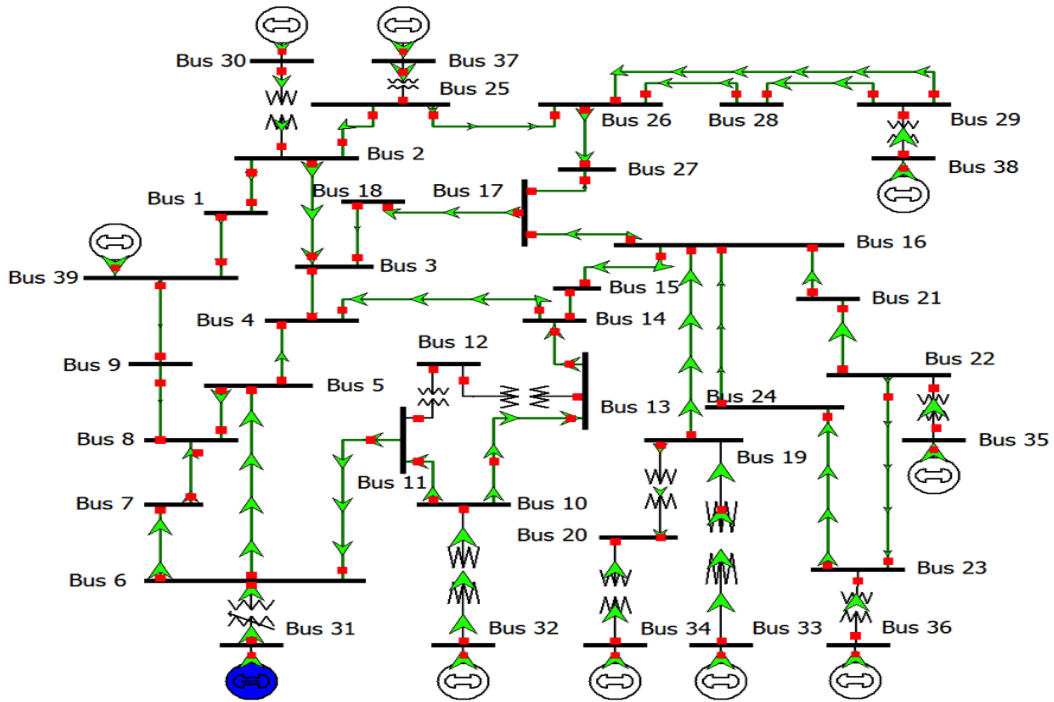 Bus 30
Bus 37
Bus 25
Bus 26
Bus 28
Bus 29
Bus 2
Bus 27
Bus 38
Bus 18
Bus 17
Bus 1
Bus 16
Bus 39
Bus 3
Bus 15
Bus 21
Bus 4
Bus 14
Bus 12
Bus 22
Bus 9
Bus 5
Bus 24
Bus 13
Bus 8
Bus 35
Bus 19
Bus 11
Bus 7
Bus 10
Bus 20
Bus 23
Bus 6
Bus 31
Bus 32
Bus 34
Bus 33
Bus 36